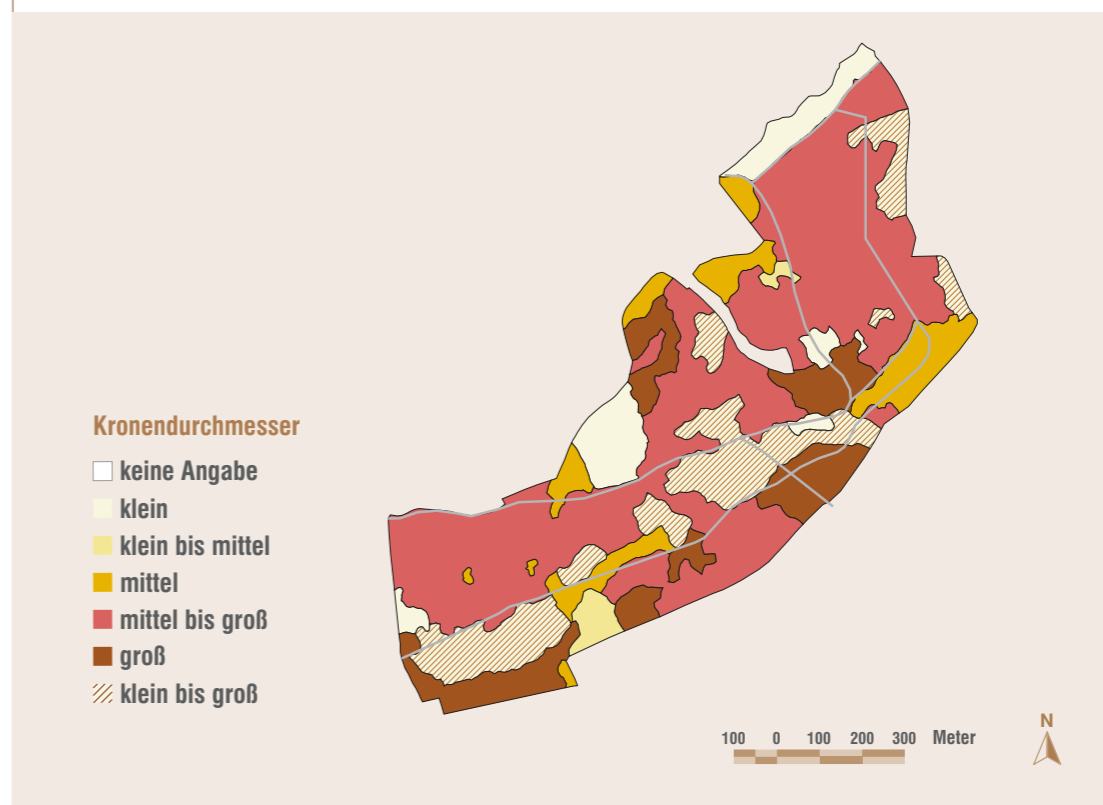 Kronendurchmesser
keine Angabe
klein
klein bis mittel
mittel
mittel bis groß
groß
klein bis groß
100 0 100 200 300 Meter
N